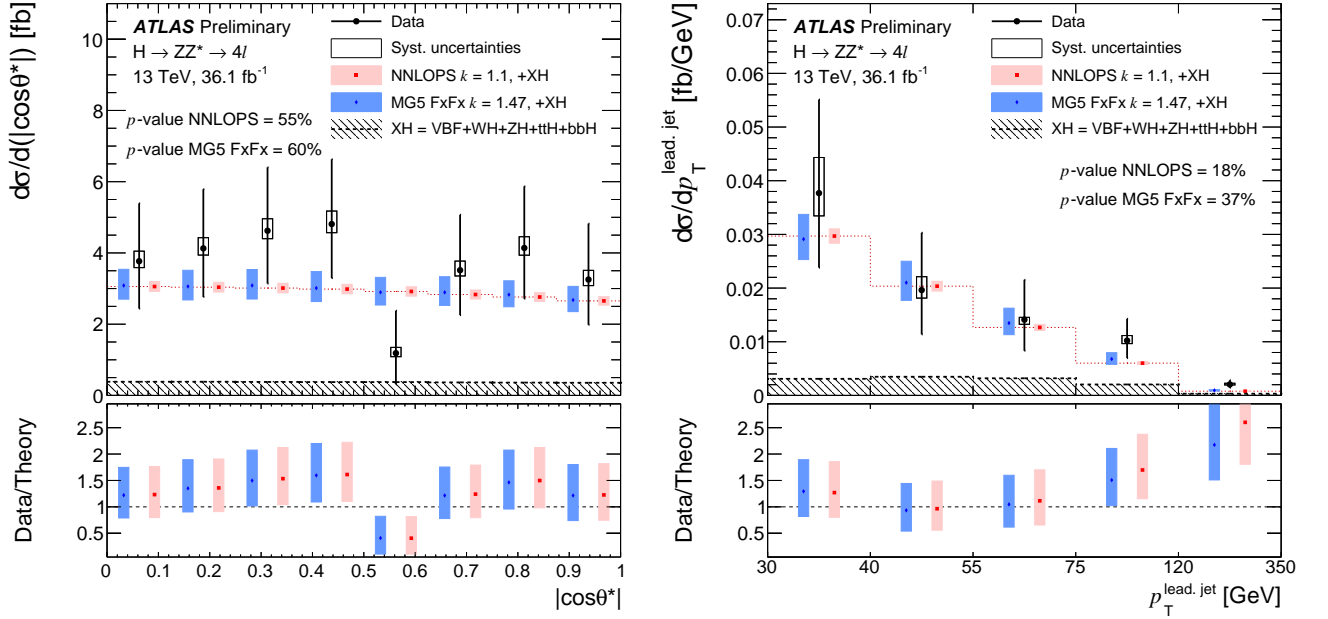 dσ/d(|cosθ*|) [fb]
ATLAS Preliminary
H → ZZ* → 4l
13 TeV, 36.1 fb⁻¹
p-value NNLOPS = 55%
p-value MG5 FxFx = 60%
Data
Syst. uncertainties
NNLOPS k = 1.1, +XH
MG5 FxFx k = 1.47, +XH
XH = VBF+WH+ZH+ttH+bbH
10
8
6
4
2
0
Data/Theory
2.5
2
1.5
1
0.5
0 0.1 0.2 0.3 0.4 0.5 0.6 0.7 0.8 0.9 1
|cosθ*|
dσ/dp_T^lead. jet [fb/GeV]
ATLAS Preliminary
H → ZZ* → 4l
13 TeV, 36.1 fb⁻¹
Data
Syst. uncertainties
NNLOPS k = 1.1, +XH
MG5 FxFx k = 1.47, +XH
XH = VBF+WH+ZH+ttH+bbH
p-value NNLOPS = 18%
p-value MG5 FxFx = 37%
0.07
0.06
0.05
0.04
0.03
0.02
0.01
0
Data/Theory
2.5
2
1.5
1
0.5
30 40 55 75 120 350
p_T^lead. jet [GeV]